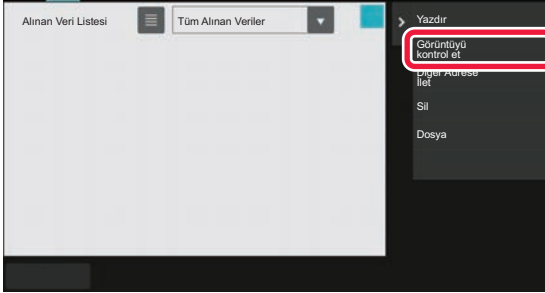 Alınan Veri Listesi
Tüm Alınan Veriler
Yazdır
Görüntüyü
kontrol et
Diğer Adrese
İlet
Sil
Dosya